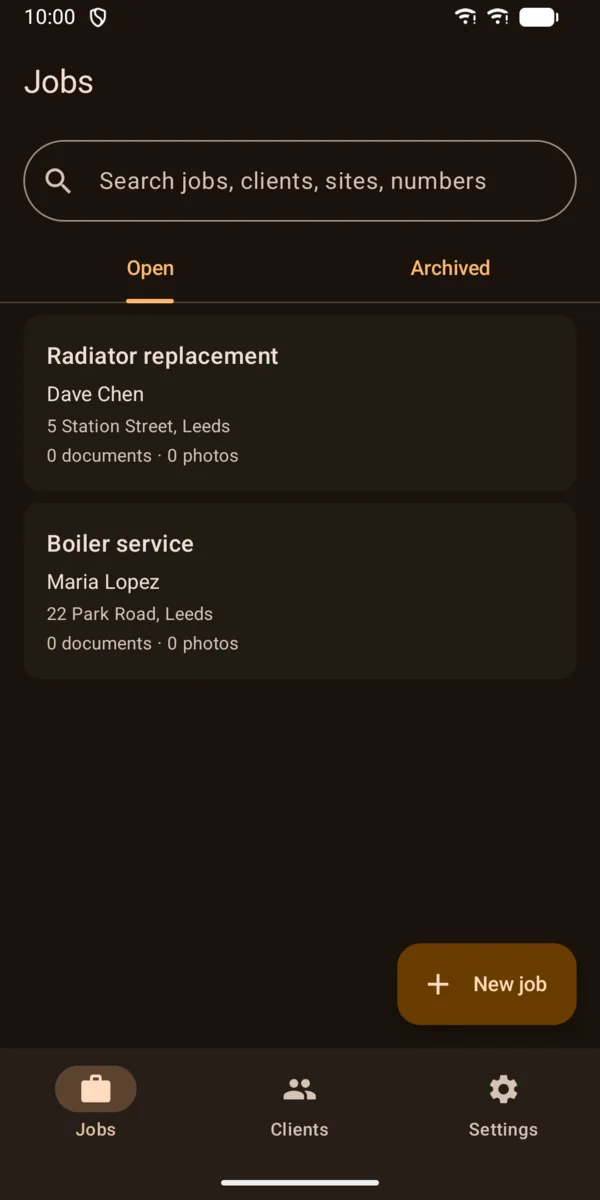 10:00
Jobs
Search jobs, clients, sites, numbers
Open
Archived
Radiator replacement
Dave Chen
5 Station Street, Leeds
0 documents · 0 photos
Boiler service
Maria Lopez
22 Park Road, Leeds
0 documents · 0 photos
New job
Jobs
Clients
Settings